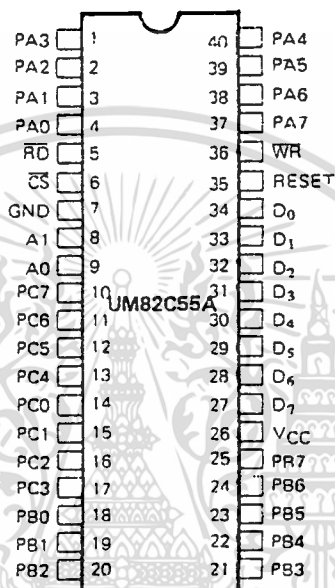 PA3 1 40 PA4
PA2 2 39 PA5
PA1 3 38 PA6
PA0 4 37 PA7
RD 5 36 WR
CS 6 35 RESET
GND 7 34 D0
A1 8 33 D1
A0 9 32 D2
PC7 10 31 D3
UM82C55A
PC6 11 30 D4
PC5 12 29 D5
PC4 13 28 D6
PC0 14 27 D7
PC1 15 26 VCC
PC2 16 25 PB7
PC3 17 24 PB6
PB0 18 23 PB5
PB1 19 22 PB4
PB2 20 21 PB3